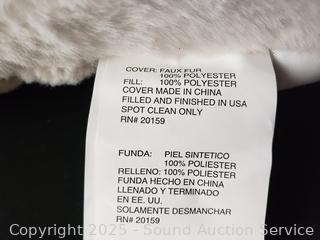 COVER: FAUX FUR
100% POLYESTER
FILL: 100% POLYESTER
COVER MADE IN CHINA
FILLED AND FINISHED IN USA
SPOT CLEAN ONLY
RN# 20159
FUNDA: PIEL SINTETICO
100% POLIESTER
RELLENO: 100% POLIESTER
FUNDA HECHO EN CHINA
LLENADO Y TERMINADO
EN EE. UU.
SOLAMENTE DESMANCHAR
RN# 20159
Copyright 2025 - Sound Auction Service